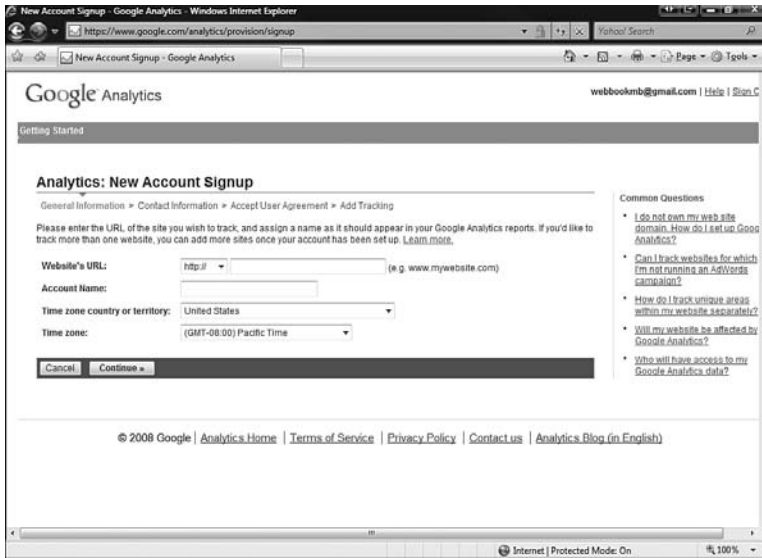 New Account Signup - Google Analytics - Windows Internet Explorer
https://www.google.com/analytics/provision/signup
Yahoo! Search
New Account Signup - Google Analytics
Page
Tools
Google Analytics
webbookmb@gmail.com | Help | Sign O
Getting Started
Analytics: New Account Signup
General Information > Contact Information > Accept User Agreement > Add Tracking
Please enter the URL of the site you wish to track, and assign a name as it should appear in your Google Analytics reports. If you'd like to
track more than one website, you can add more sites once your account has been set up. Learn more.
Website's URL: http:// (e.g. www.mywebsite.com)
Account Name:
Time zone country or territory: United States
Time zone: (GMT-08:00) Pacific Time
Cancel Continue »
Common Questions
• I do not own my web site
domain. How do I set up Goog
Analytics?
• Can I track websites for which
I'm not running an AdWords
campaign?
• How do I track unique areas
within my website separately?
• Will my website be affected by
Google Analytics?
• Who will have access to my
Google Analytics data?
© 2008 Google | Analytics Home | Terms of Service | Privacy Policy | Contact us | Analytics Blog (in English)
Internet | Protected Mode: On
100%